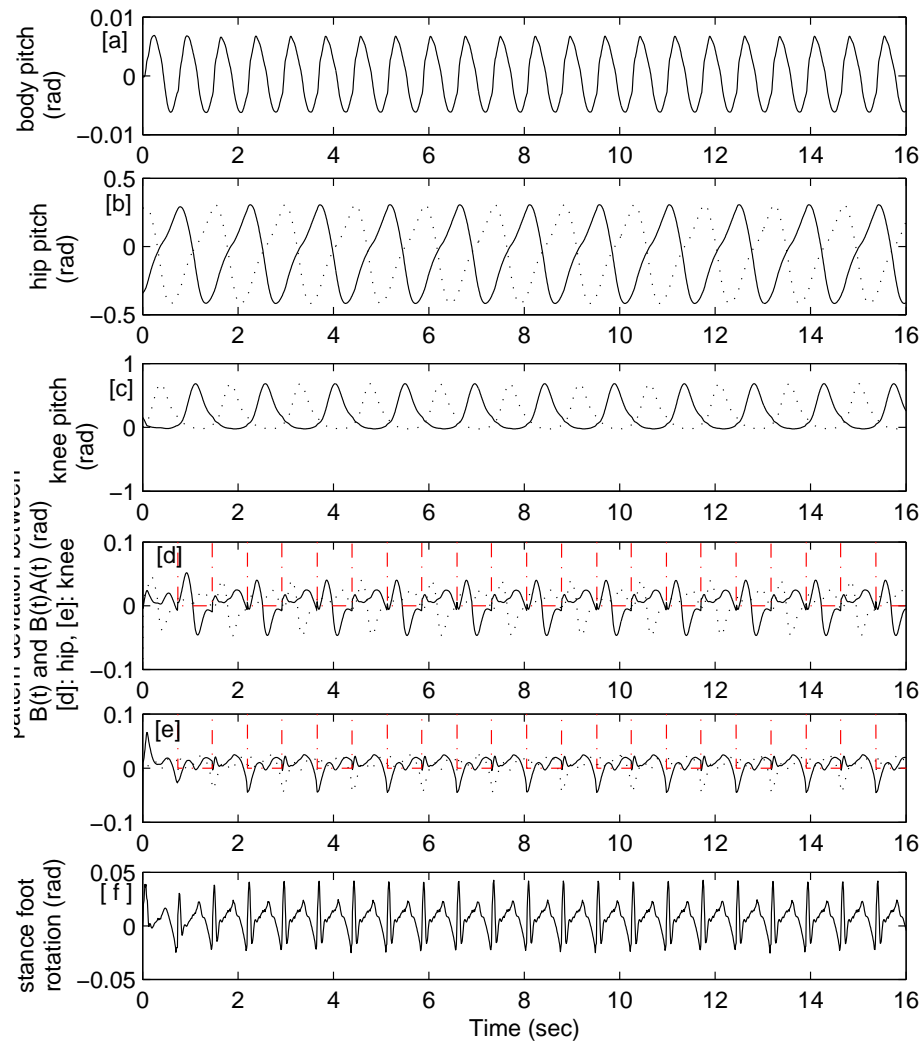 0.01
[a]
0
−0.01
body pitch
(rad)
0 2 4 6 8 10 12 14 16
0.5
[b]
0
−0.5
hip pitch
(rad)
0 2 4 6 8 10 12 14 16
1
[c]
0
−1
knee pitch
(rad)
0 2 4 6 8 10 12 14 16
pattern deviation between
B(t) and B(t)A(t) (rad)
[d]: hip, [e]: knee
0.1
[d]
0
−0.1
0 2 4 6 8 10 12 14 16
0.1
[e]
0
−0.1
0 2 4 6 8 10 12 14 16
0.05
[ f ]
0
−0.05
stance foot
rotation (rad)
0 2 4 6 8 10 12 14 16
Time (sec)